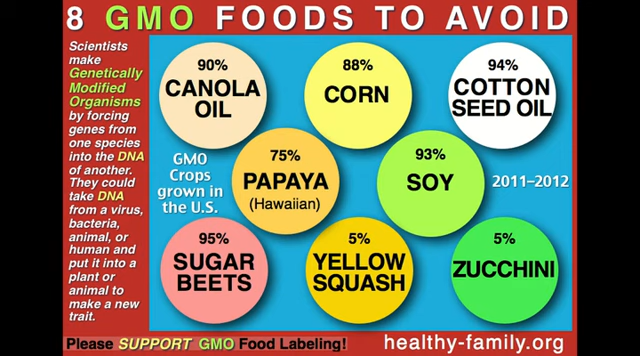 8 GMO FOODS TO AVOID
Scientists
make
Genetically
Modified
Organisms
by forcing
genes from
one species
into the DNA
of another.
They could
take DNA
from a virus,
bacteria,
animal, or
human and
put it into a
plant or
animal to
make a new
trait.
90%
CANOLA
OIL
88%
CORN
94%
COTTON
SEED OIL
GMO
Crops
grown in
the U.S.
75%
PAPAYA
(Hawaiian)
93%
SOY
2011–2012
95%
SUGAR
BEETS
5%
YELLOW
SQUASH
5%
ZUCCHINI
Please SUPPORT GMO Food Labeling!
healthy-family.org